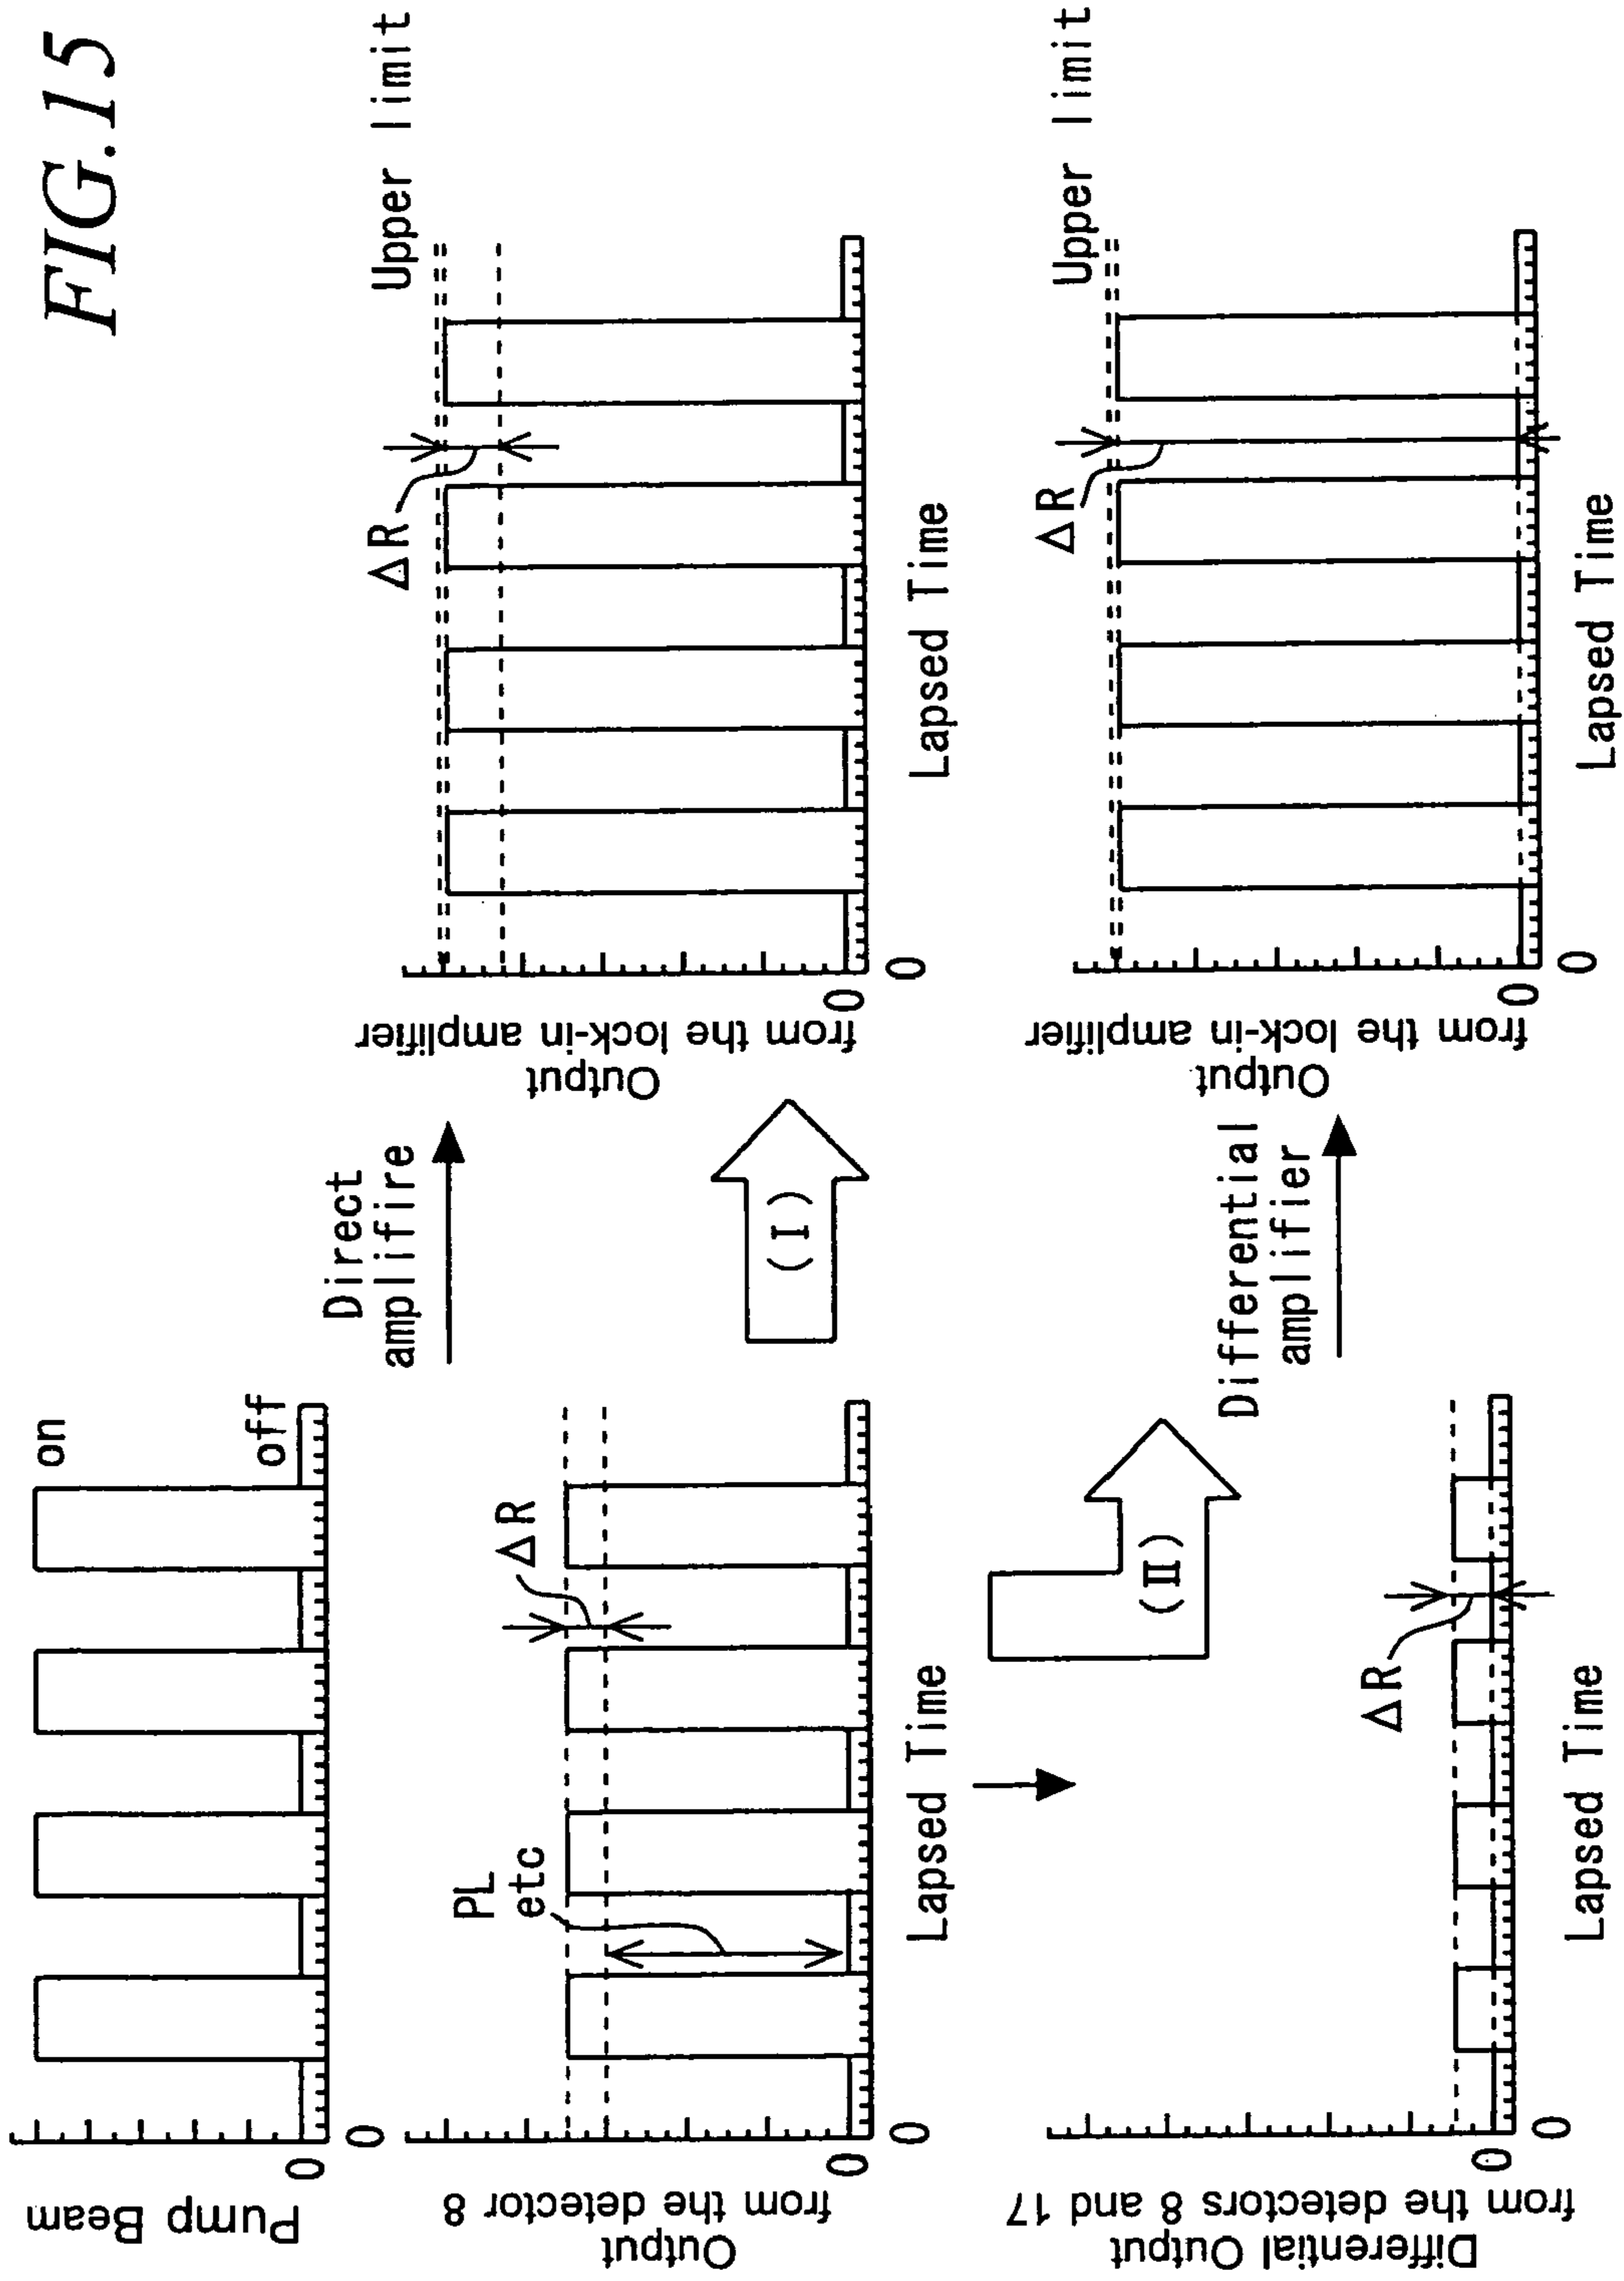 FIG.15
Pump Beam
on
off
0
0
Output
from the detector 8
PL
etc
ΔR
0
0
Lapsed Time
Direct
amplifire
(I)
Output
from the lock-in amplifier
ΔR
Upper limit
0
0
Lapsed Time
(II)
Differential Output
from the detectors 8 and 17
ΔR
0
0
Lapsed Time
Differential
amplifier
Output
from the lock-in amplifier
ΔR
Upper limit
0
0
Lapsed Time